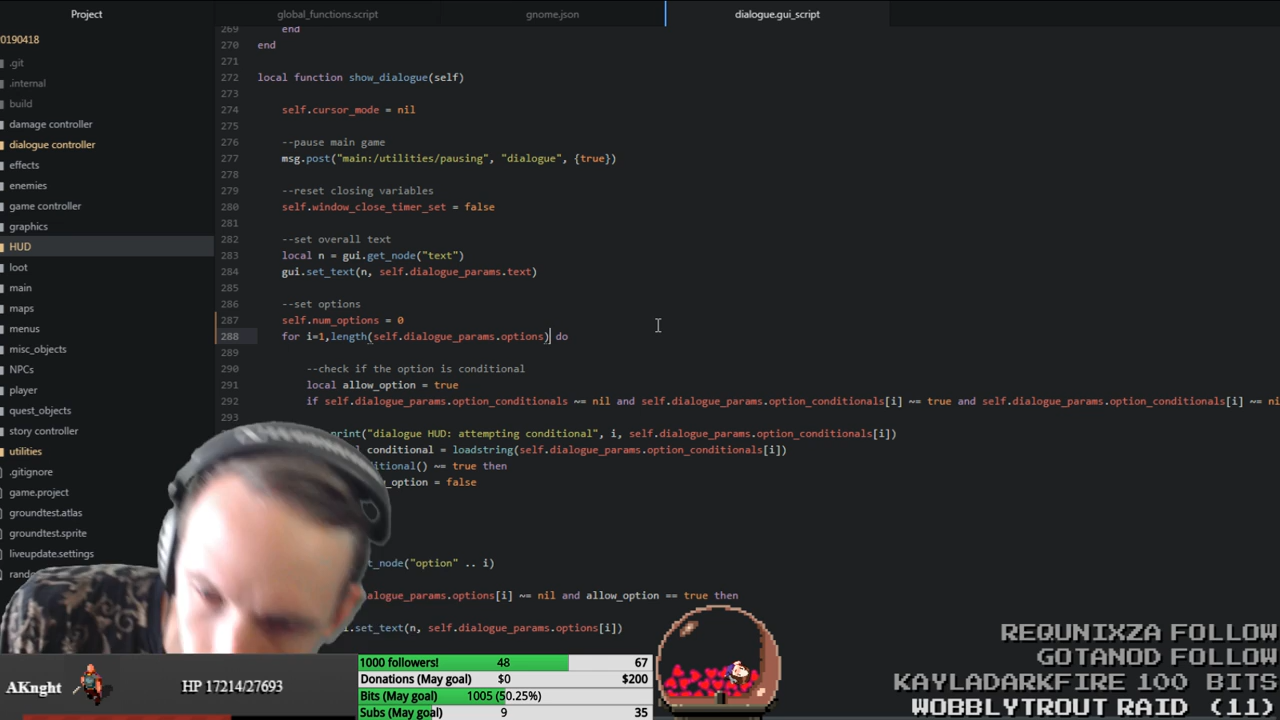 Project
global_functions.script
gnome.json
dialogue.gui_script
0190418
.git
.internal
build
damage controller
dialogue controller
effects
enemies
game controller
graphics
HUD
loot
main
maps
menus
misc_objects
NPCs
player
quest_objects
story controller
utilities
.gitignore
game.project
groundtest.atlas
groundtest.sprite
liveupdate.settings
269 end
270 end
271
272 local function show_dialogue(self)
273
274 self.cursor_mode = nil
275
276 --pause main game
277 msg.post("main:/utilities/pausing", "dialogue", {true})
278
279 --reset closing variables
280 self.window_close_timer_set = false
281
282 --set overall text
283 local n = gui.get_node("text")
284 gui.set_text(n, self.dialogue_params.text)
285
286 --set options
287 self.num_options = 0
288 for i=1,length(self.dialogue_params.options) do
289
290 --check if the option is conditional
291 local allow_option = true
292 if self.dialogue_params.option_conditionals ~= nil and self.dialogue_params.option_conditionals[i] ~= true and self.dialogue_params.option_conditionals[i] ~= ni
293
print("dialogue HUD: attempting conditional", i, self.dialogue_params.option_conditionals[i])
conditional = loadstring(self.dialogue_params.option_conditionals[i])
ditional() ~= true then
w_option = false
t_node("option" .. i)
alogue_params.options[i] ~= nil and allow_option == true then
.set_text(n, self.dialogue_params.options[i])
REQUNIXZA FOLLOW
GOTANOD FOLLOW
KAYLADARKFIRE 100 BITS
WOBBLYTROUT RAID (11)
AKnght
HP 17214/27693
1000 followers! 48 67
Donations (May goal) $0 $200
Bits (May goal) 1005 (50.25%)
Subs (May goal) 9 35